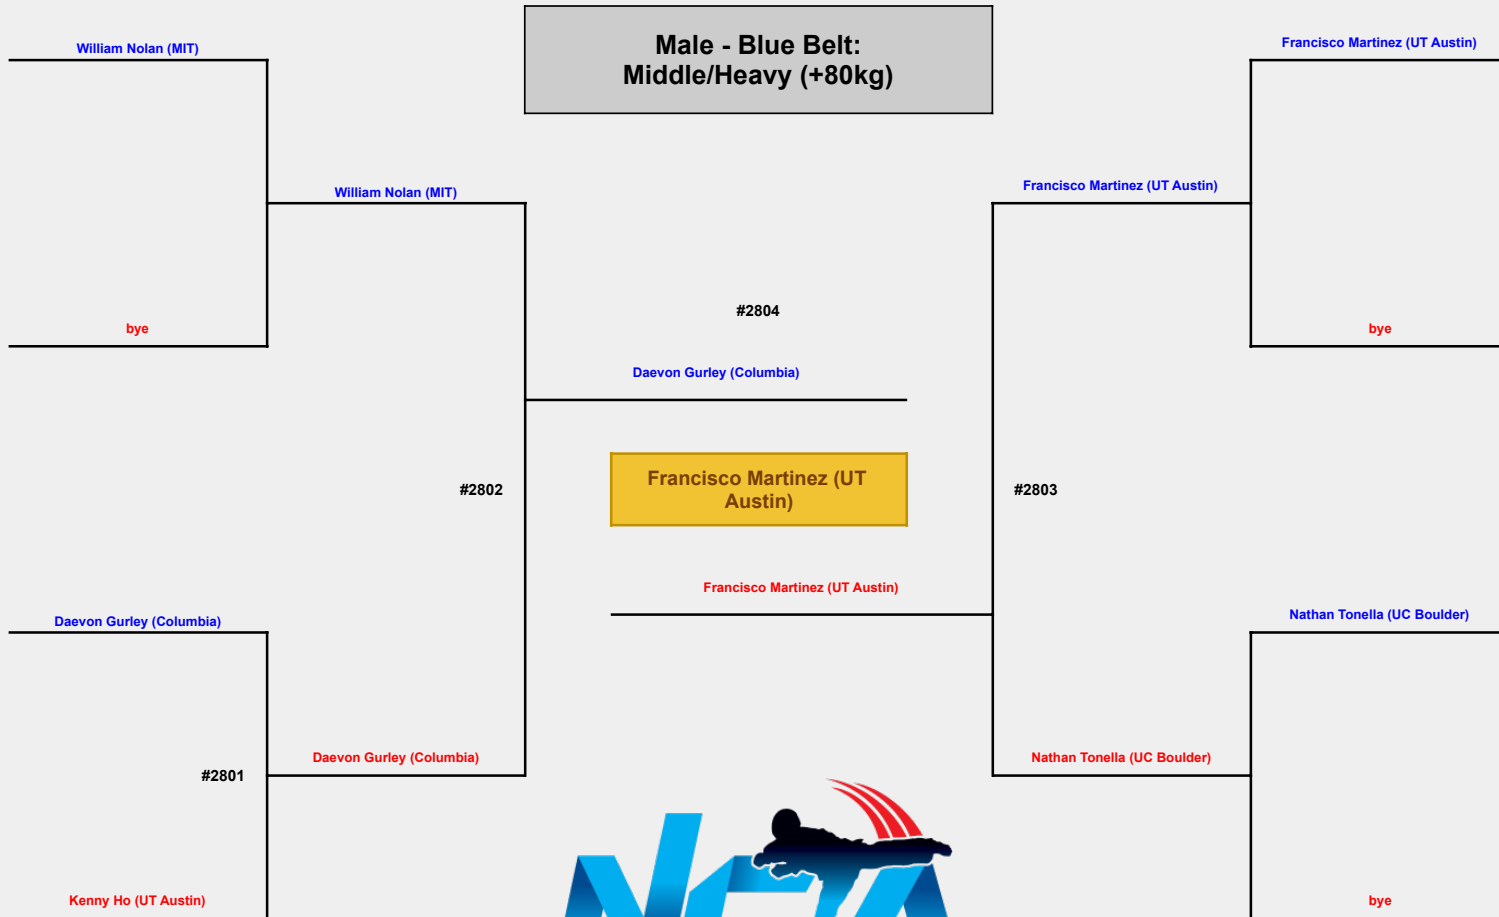 Male - Blue Belt:
Middle/Heavy (+80kg)
William Nolan (MIT)
Francisco Martinez (UT Austin)
William Nolan (MIT)
Francisco Martinez (UT Austin)
#2804
bye
bye
Daevon Gurley (Columbia)
#2802
Francisco Martinez (UT
Austin)
#2803
Francisco Martinez (UT Austin)
Daevon Gurley (Columbia)
Nathan Tonella (UC Boulder)
Daevon Gurley (Columbia)
Nathan Tonella (UC Boulder)
#2801
Kenny Ho (UT Austin)
bye